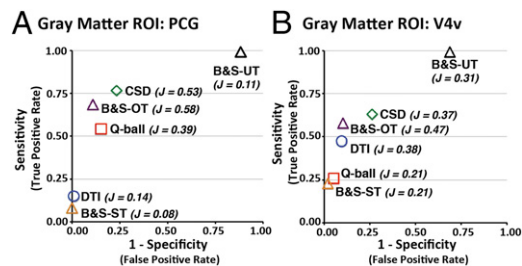 A Gray Matter ROI: PCG
Sensitivity
(True Positive Rate)
1.00
0.75
0.50
0.25
0.00
B&S-UT
(J = 0.11)
CSD (J = 0.53)
B&S-OT (J = 0.58)
Q-ball (J = 0.39)
DTI (J = 0.14)
B&S-ST (J = 0.08)
0.00 0.25 0.50 0.75 1.00
1 - Specificity
(False Positive Rate)
B Gray Matter ROI: V4v
Sensitivity
(True Positive Rate)
1.00
0.75
0.50
0.25
0.00
B&S-UT
(J = 0.31)
CSD (J = 0.37)
B&S-OT (J = 0.47)
DTI (J = 0.38)
Q-ball (J = 0.21)
B&S-ST (J = 0.21)
0.00 0.25 0.50 0.75 1.00
1 - Specificity
(False Positive Rate)